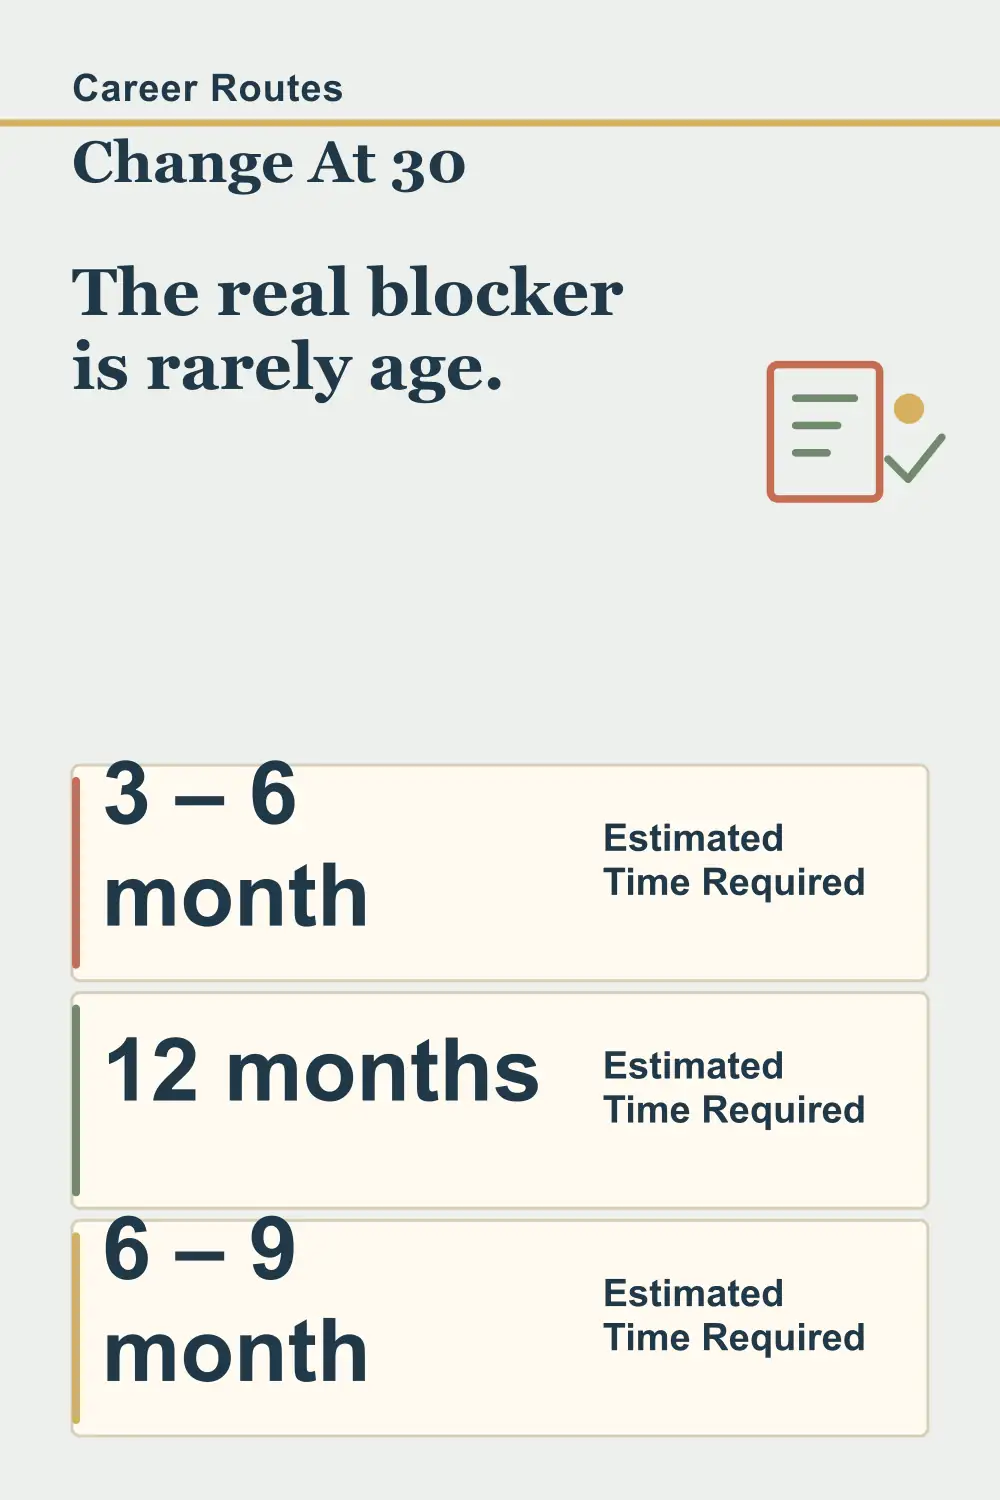 Career Routes
Change At 30
The real blocker
is rarely age.
3 – 6
month
Estimated
Time Required
12 months
Estimated
Time Required
6 – 9
month
Estimated
Time Required